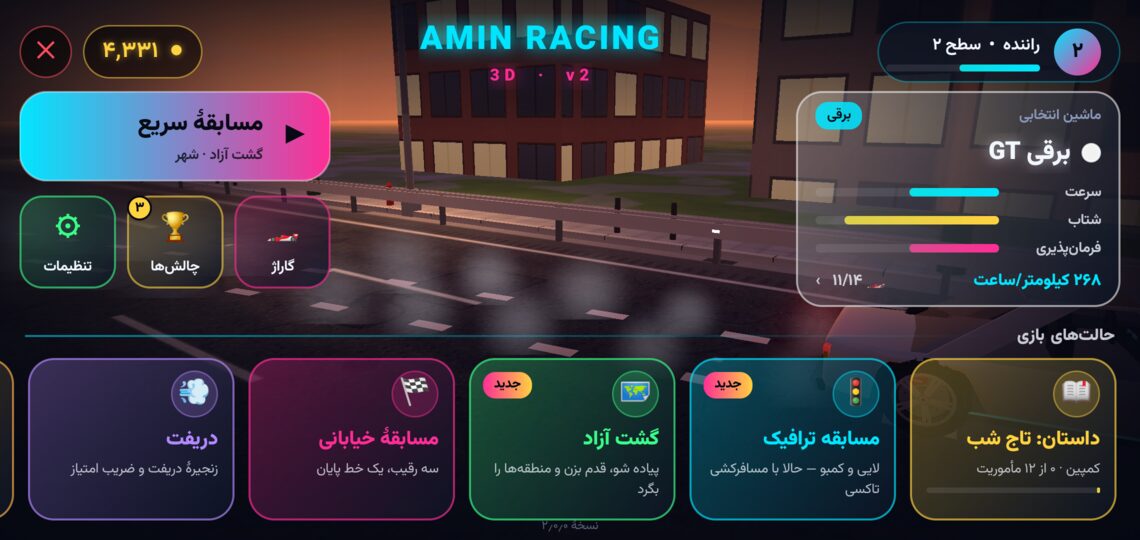 AMIN RACING
3D · v2
۲
راننده • سطح ۲
۴٫۳۳۱
ماشین انتخابی
برقی
برقی GT
سرعت
شتاب
فرمان‌پذیری
۲۶۸ کیلومتر/ساعت
۱۱/۱۴ ›
مسابقهٔ سریع
گشت آزاد · شهر
گاراژ
چالش‌ها
۳
تنظیمات
حالت‌های بازی
داستان: تاج شب
کمپین · ۰ از ۱۲ مأموریت
جدید
مسابقه ترافیک
لایی و کمبو – حالا با مسافرکشی
تاکسی
جدید
گشت آزاد
پیاده شو، قدم بزن و منطقه‌ها را
بگرد
مسابقهٔ خیابانی
سه رقیب، یک خط پایان
دریفت
زنجیرهٔ دریفت و ضریب امتیاز
نسخهٔ ۲٫۰٫۰